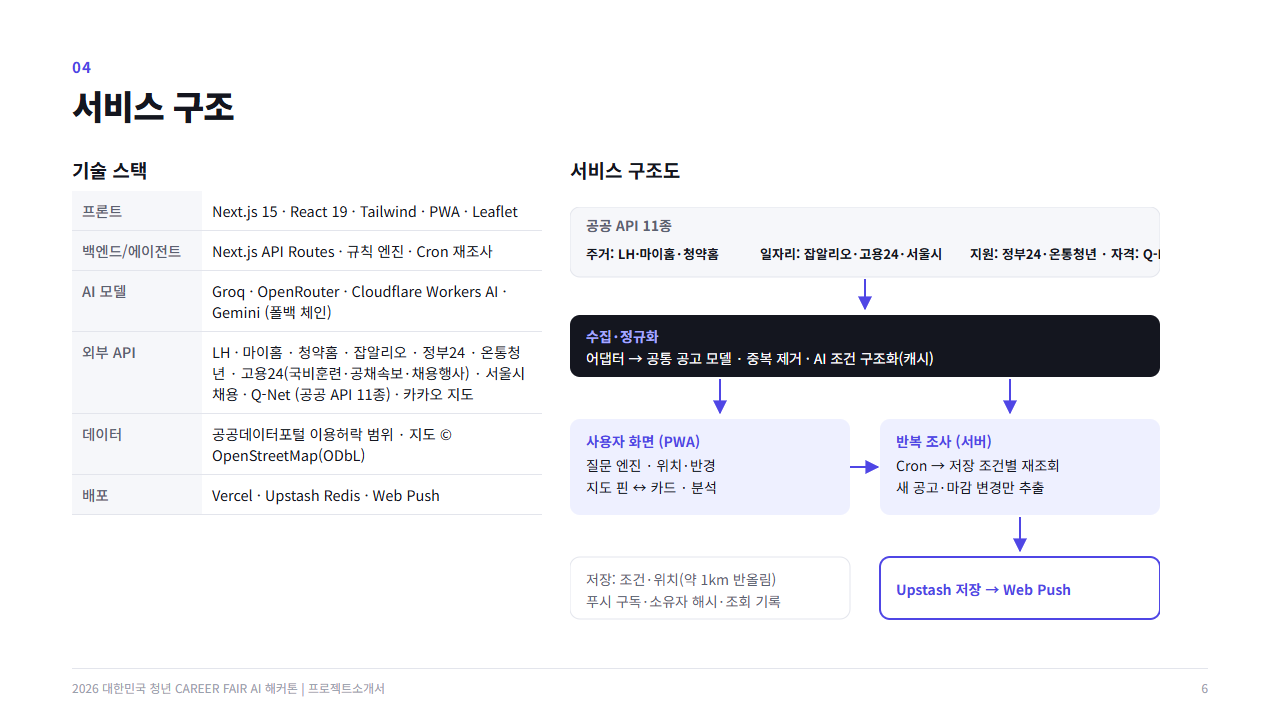 04
서비스 구조
기술 스택
프론트
Next.js 15 · React 19 · Tailwind · PWA · Leaflet
백엔드/에이전트
Next.js API Routes · 규칙 엔진 · Cron 재조사
AI 모델
Groq · OpenRouter · Cloudflare Workers AI ·
Gemini (폴백 체인)
외부 API
LH · 마이홈 · 청약홈 · 잡알리오 · 정부24 · 온통청
년 · 고용24(국비훈련·공채속보·채용행사) · 서울시
채용 · Q-Net (공공 API 11종) · 카카오 지도
데이터
공공데이터포털 이용허락 범위 · 지도 ©
OpenStreetMap(ODbL)
배포
Vercel · Upstash Redis · Web Push
서비스 구조도
공공 API 11종
주거: LH·마이홈·청약홈 일자리: 잡알리오·고용24·서울시 지원: 정부24·온통청년 · 자격: Q-
수집·정규화
어댑터 → 공통 공고 모델 · 중복 제거 · AI 조건 구조화(캐시)
사용자 화면 (PWA)
질문 엔진 · 위치·반경
지도 핀 ↔ 카드 · 분석
반복 조사 (서버)
Cron → 저장 조건별 재조회
새 공고·마감 변경만 추출
저장: 조건·위치(약 1km 반올림)
푸시 구독·소유자 해시·조회 기록
Upstash 저장 → Web Push
2026 대한민국 청년 CAREER FAIR AI 해커톤 | 프로젝트소개서
6